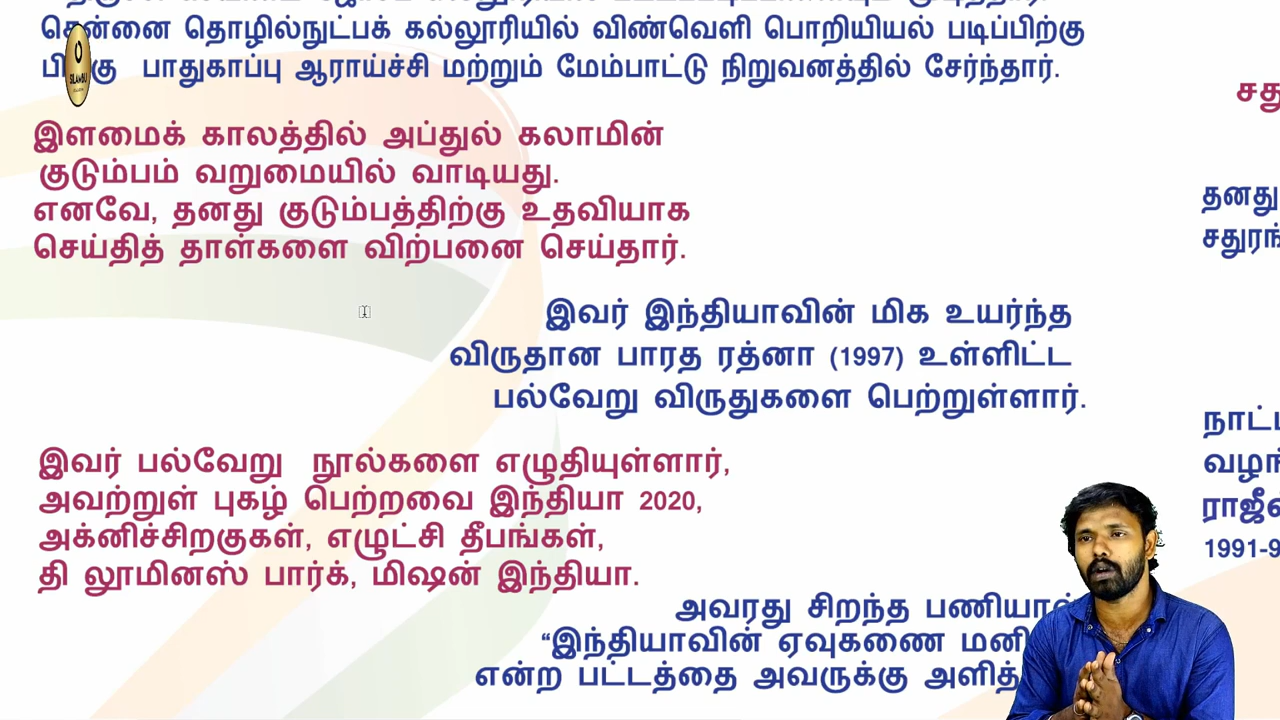 சென்னை தொழில்நுட்பக் கல்லூரியில் விண்வெளி பொறியியல் படிப்பிற்கு
பாதுகாப்பு ஆராய்ச்சி மற்றும் மேம்பாட்டு நிறுவனத்தில் சேர்ந்தார்.
இளமைக் காலத்தில் அப்துல் கலாமின்
குடும்பம் வறுமையில் வாடியது.
எனவே, தனது குடும்பத்திற்கு உதவியாக
செய்தித் தாள்களை விற்பனை செய்தார்.
இவர் இந்தியாவின் மிக உயர்ந்த
விருதான பாரத ரத்னா (1997) உள்ளிட்ட
பல்வேறு விருதுகளை பெற்றுள்ளார்.
இவர் பல்வேறு நூல்களை எழுதியுள்ளார்,
அவற்றுள் புகழ் பெற்றவை இந்தியா 2020,
அக்னிச்சிறகுகள், எழுட்சி தீபங்கள்,
தி லூமினஸ் பார்க், மிஷன் இந்தியா.
அவரது சிறந்த பணியால்
“இந்தியாவின் ஏவுகணை
என்ற பட்டத்தை அவருக்கு
தனது
1991-9